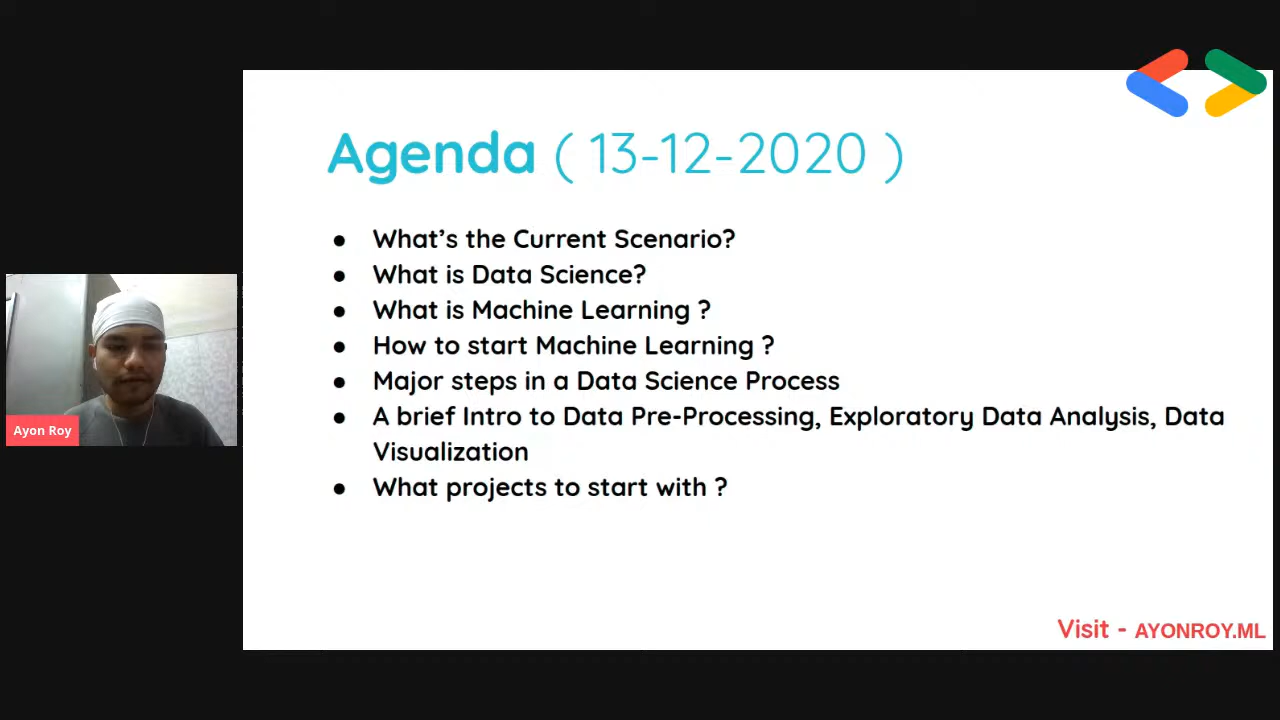 Agenda ( 13-12-2020 )
● What's the Current Scenario?
● What is Data Science?
● What is Machine Learning ?
● How to start Machine Learning ?
● Major steps in a Data Science Process
● A brief Intro to Data Pre-Processing, Exploratory Data Analysis, Data
Visualization
● What projects to start with ?
Ayon Roy
Visit - AYONROY.ML